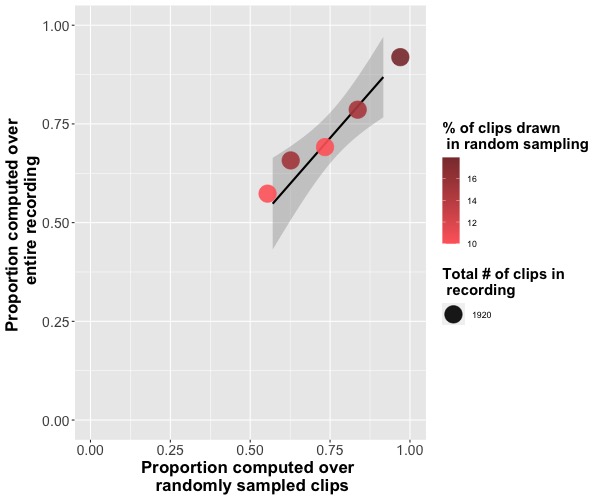 1.00
0.75
0.50
0.25
0.00
Proportion computed over
entire recording
0.00 0.25 0.50 0.75 1.00
Proportion computed over
randomly sampled clips
% of clips drawn
in random sampling
16
14
12
10
Total # of clips in
recording
1920